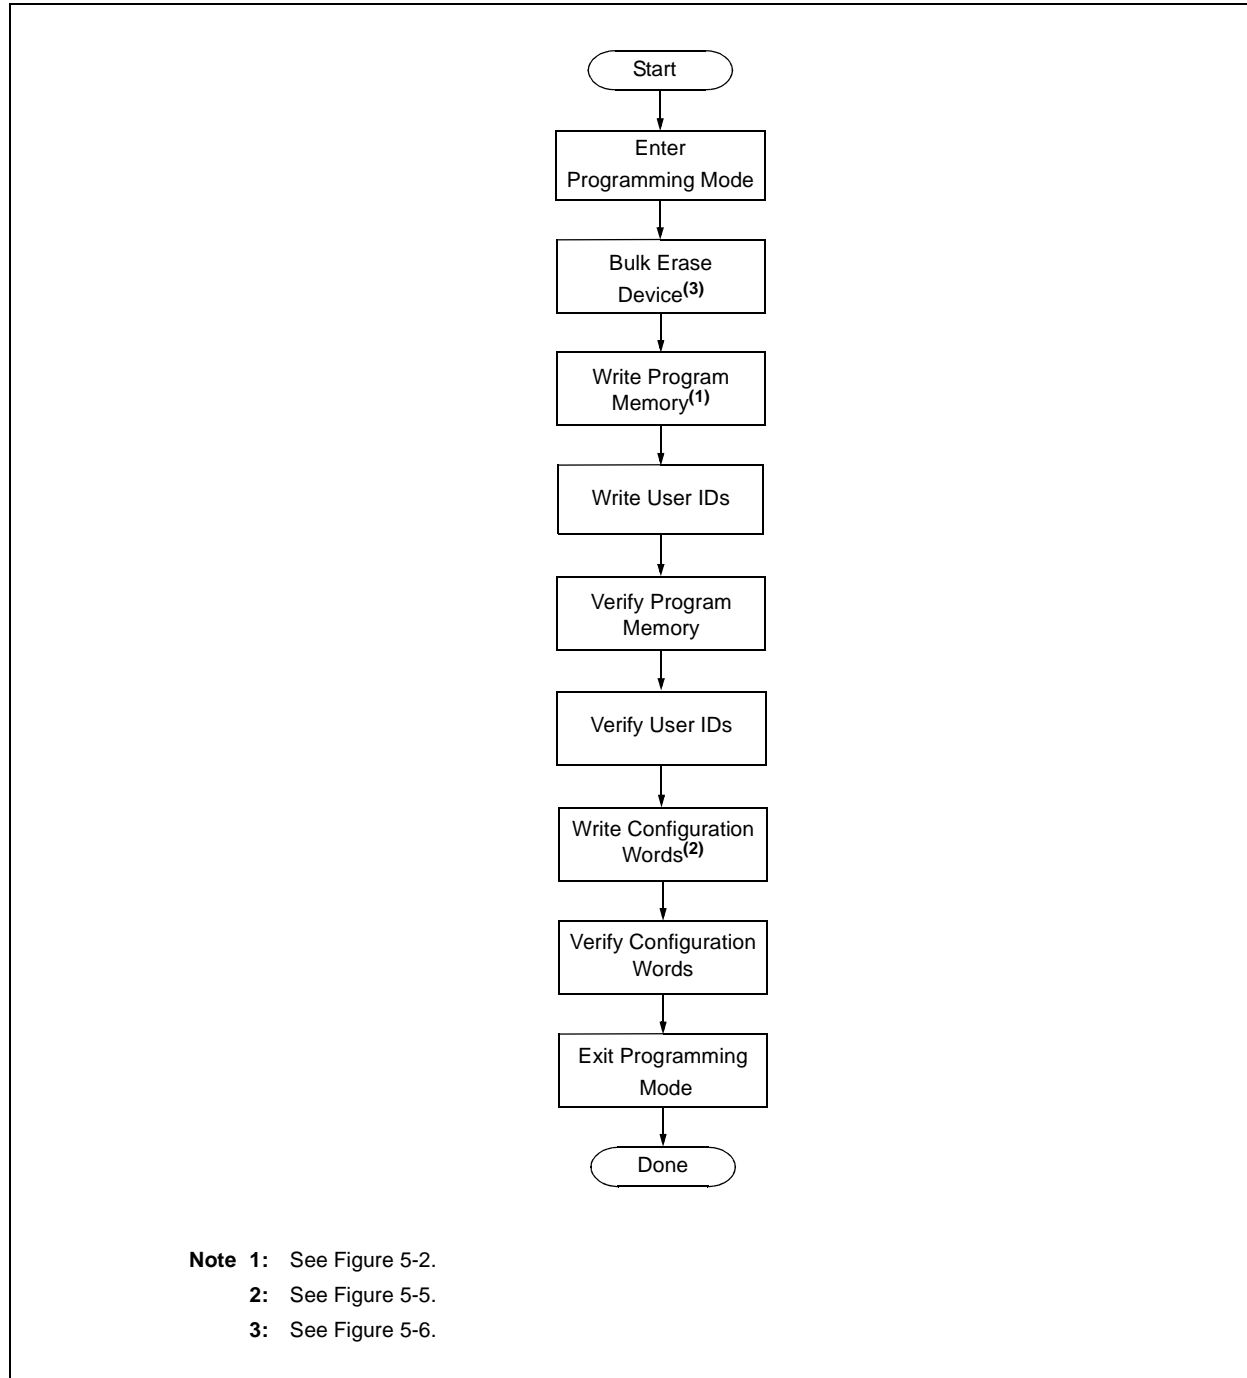 Start
Enter
Programming Mode
Bulk Erase
Device(3)
Write Program
Memory(1)
Write User IDs
Verify Program
Memory
Verify User IDs
Write Configuration
Words(2)
Verify Configuration
Words
Exit Programming
Mode
Done
Note 1: See Figure 5-2.
2: See Figure 5-5.
3: See Figure 5-6.